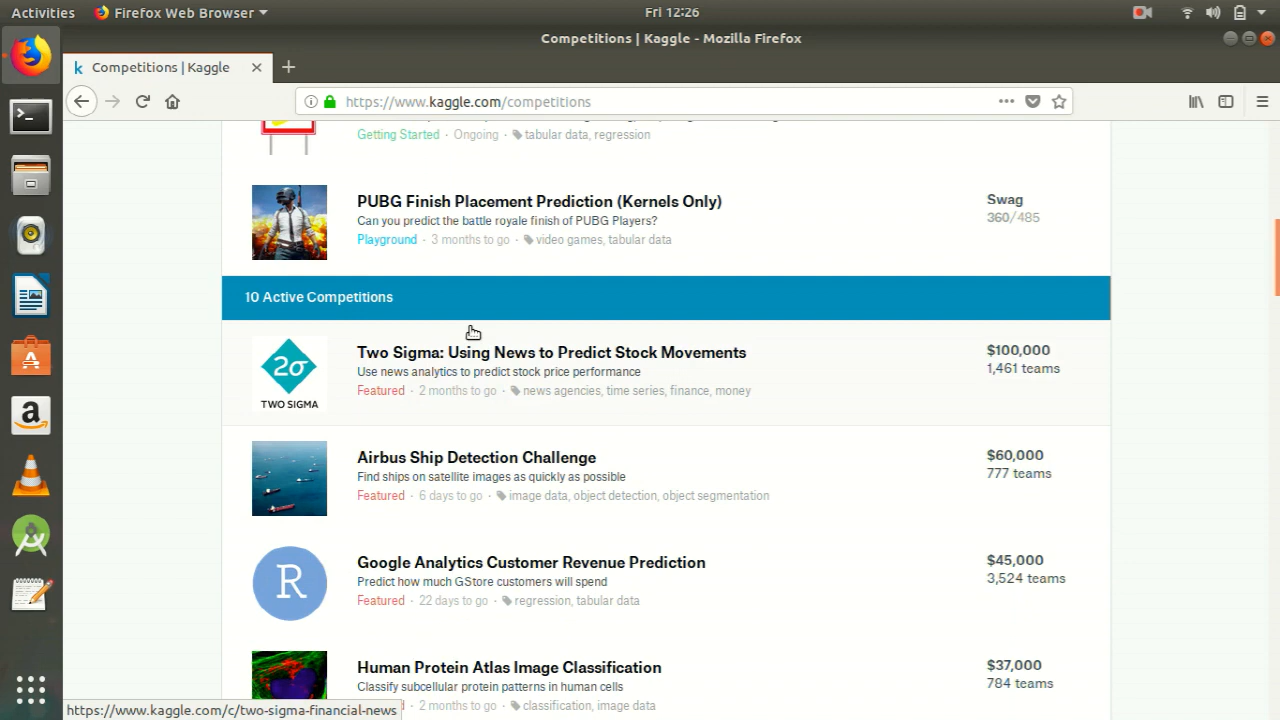 Activities
Firefox Web Browser
Fri 12:26
Competitions | Kaggle - Mozilla Firefox
Competitions | Kaggle
https://www.kaggle.com/competitions
Getting Started · Ongoing · tabular data, regression
PUBG Finish Placement Prediction (Kernels Only)
Swag
Can you predict the battle royale finish of PUBG Players?
360/485
Playground · 3 months to go · video games, tabular data
10 Active Competitions
2σ
TWO SIGMA
Two Sigma: Using News to Predict Stock Movements
$100,000
Use news analytics to predict stock price performance
1,461 teams
Featured · 2 months to go · news agencies, time series, finance, money
Airbus Ship Detection Challenge
$60,000
Find ships on satellite images as quickly as possible
777 teams
Featured · 6 days to go · image data, object detection, object segmentation
R
Google Analytics Customer Revenue Prediction
$45,000
Predict how much GStore customers will spend
3,524 teams
Featured · 22 days to go · regression, tabular data
Human Protein Atlas Image Classification
$37,000
Classify subcellular protein patterns in human cells
784 teams
2 months to go · classification, image data
https://www.kaggle.com/c/two-sigma-financial-news